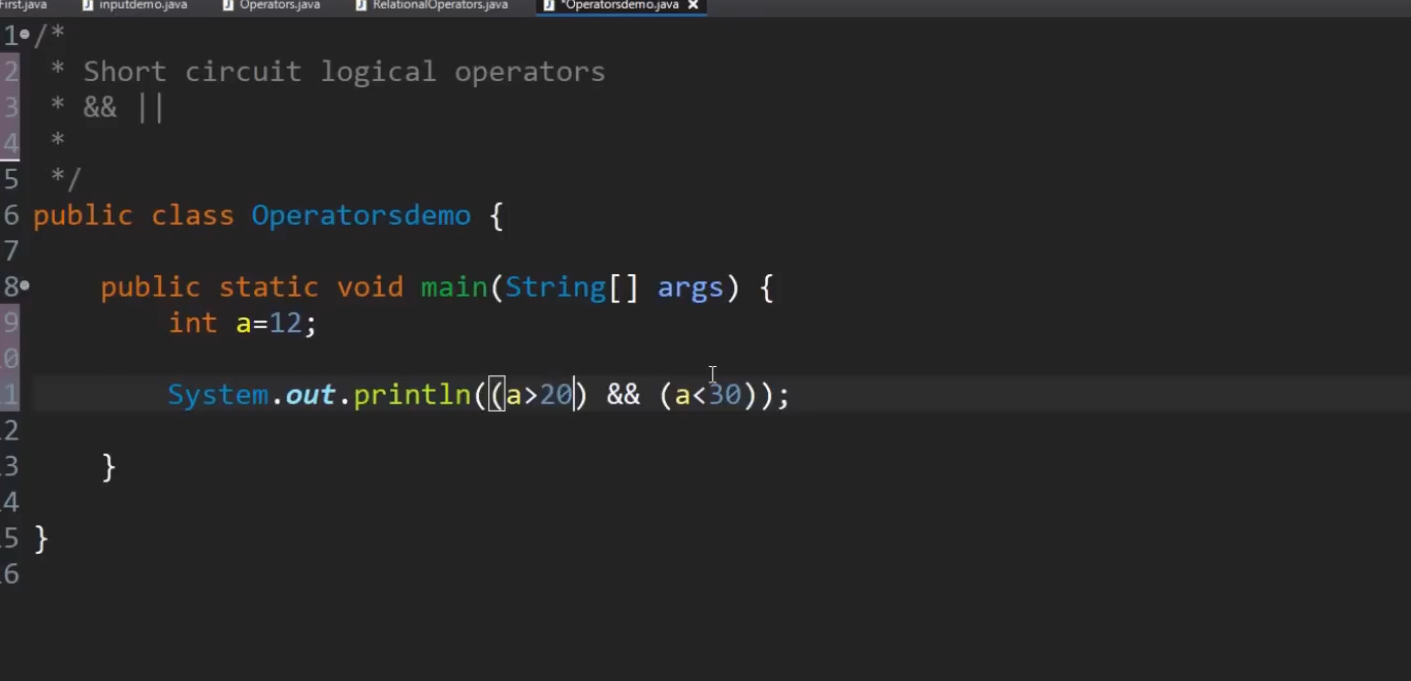 First.java inputdemo.java Operators.java RelationalOperators.java *Operatorsdemo.java
1 /*
2 * Short circuit logical operators
3 * && ||
4 *
5 */
6 public class Operatorsdemo {
7
8 public static void main(String[] args) {
9 int a=12;
0
1 System.out.println((a>20) && (a<30));
2
3 }
4
5 }
6